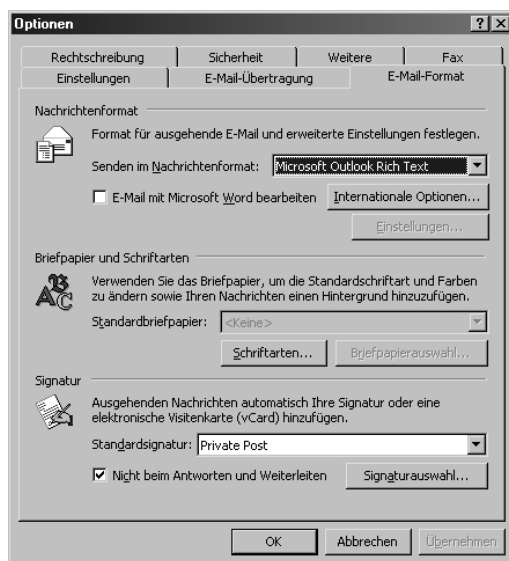 Optionen
Rechtschreibung Sicherheit Weitere Fax
Einstellungen E-Mail-Übertragung E-Mail-Format
Nachrichtenformat
Format für ausgehende E-Mail und erweiterte Einstellungen festlegen.
Senden im Nachrichtenformat: Microsoft Outlook Rich Text
E-Mail mit Microsoft Word bearbeiten Internationale Optionen...
Einstellungen...
Briefpapier und Schriftarten
Verwenden Sie das Briefpapier, um die Standardschriftart und Farben
zu ändern sowie Ihren Nachrichten einen Hintergrund hinzuzufügen.
Standardbriefpapier: <Keine>
Schriftarten... Briefpapierauswahl...
Signatur
Ausgehenden Nachrichten automatisch Ihre Signatur oder eine
elektronische Visitenkarte (vCard) hinzufügen.
Standardsignatur: Private Post
Nicht beim Antworten und Weiterleiten Signaturauswahl...
OK Abbrechen Übernehmen